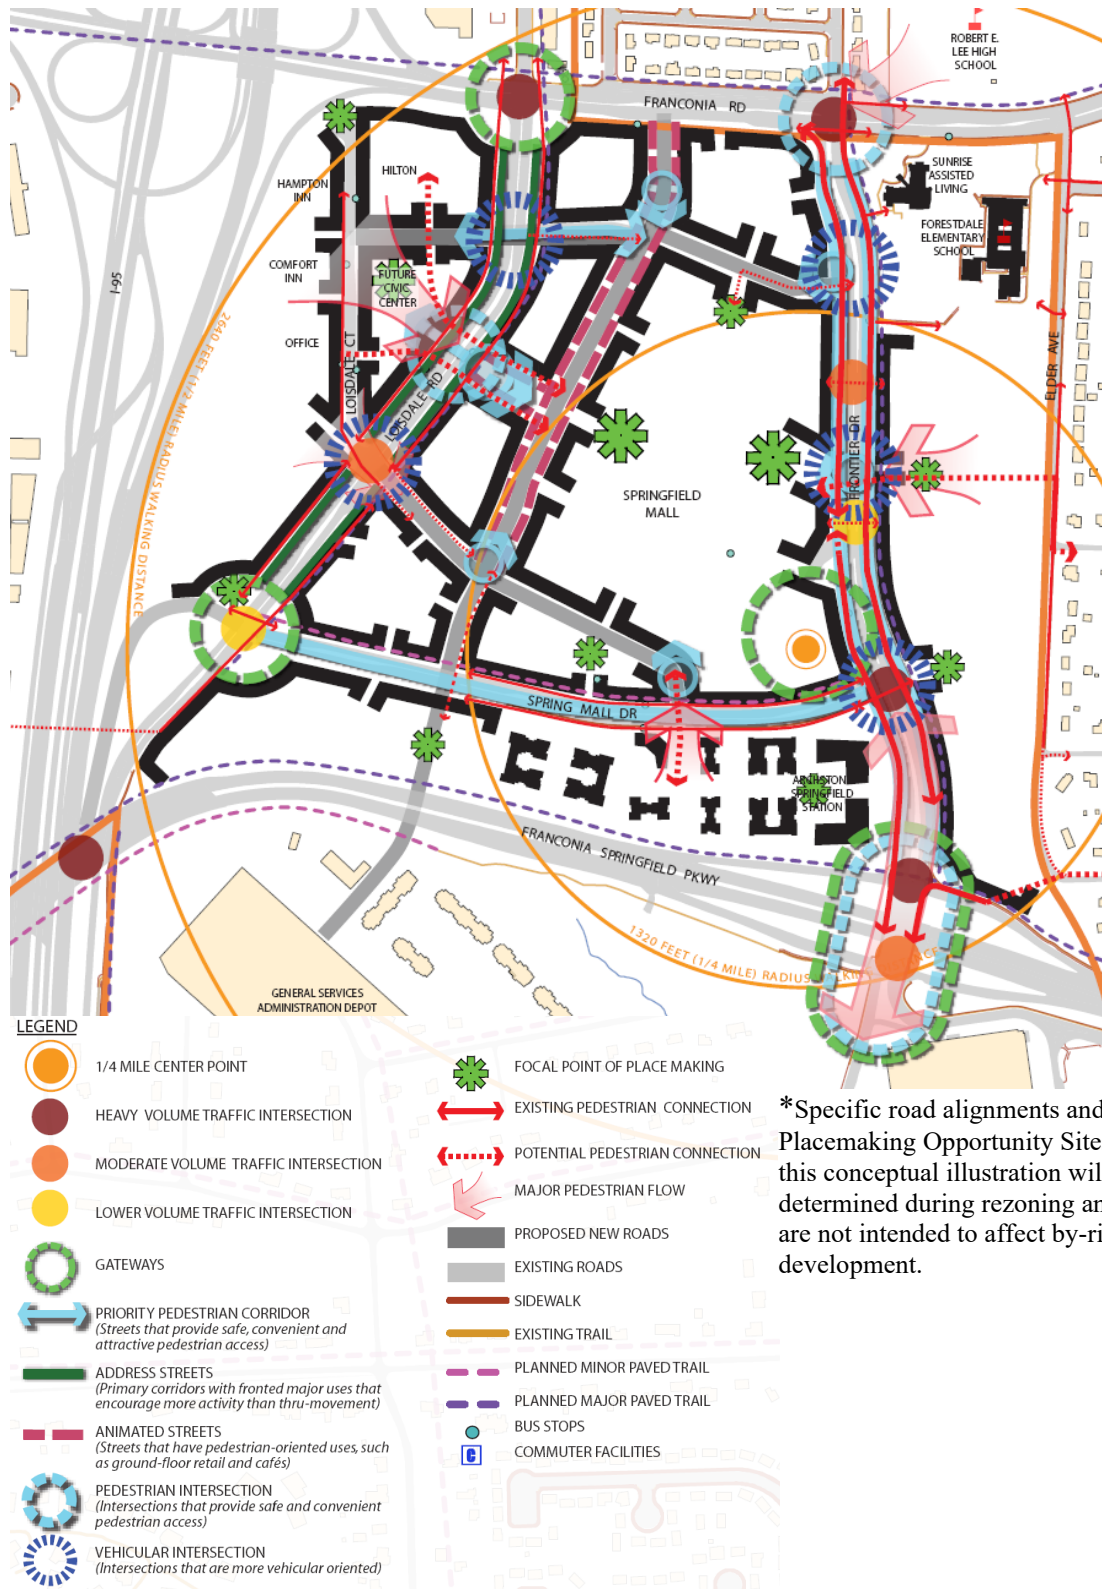 ROBERT E.
LEE HIGH
SCHOOL
FRANCONIA RD
SUNRISE
ASSISTED
LIVING
HILTON
HAMPTON
INN
FORESTDALE
ELEMENTARY
SCHOOL
COMFORT
INN
FUTURE
CIVIC
CENTER
I-95
OFFICE
LOISDALE CT
LOISDALE RD
ELDER AVE
2640 FEET (1/2 MILE) RADIUS WALKING DISTANCE
FRONTIER DR
SPRINGFIELD
MALL
SPRING MALL DR
ARCHSTON
SPRINGFIELD
STATION
FRANCONIA SPRINGFIELD PKWY
1320 FEET (1/4 MILE) RADIUS
GENERAL SERVICES
ADMINISTRATION DEPOT
LEGEND
1/4 MILE CENTER POINT
HEAVY VOLUME TRAFFIC INTERSECTION
MODERATE VOLUME TRAFFIC INTERSECTION
LOWER VOLUME TRAFFIC INTERSECTION
GATEWAYS
PRIORITY PEDESTRIAN CORRIDOR
(Streets that provide safe, convenient and
attractive pedestrian access)
ADDRESS STREETS
(Primary corridors with fronted major uses that
encourage more activity than thru-movement)
ANIMATED STREETS
(Streets that have pedestrian-oriented uses, such
as ground-floor retail and cafés)
PEDESTRIAN INTERSECTION
(Intersections that provide safe and convenient
pedestrian access)
VEHICULAR INTERSECTION
(Intersections that are more vehicular oriented)
FOCAL POINT OF PLACE MAKING
EXISTING PEDESTRIAN CONNECTION
POTENTIAL PEDESTRIAN CONNECTION
MAJOR PEDESTRIAN FLOW
PROPOSED NEW ROADS
EXISTING ROADS
SIDEWALK
EXISTING TRAIL
PLANNED MINOR PAVED TRAIL
PLANNED MAJOR PAVED TRAIL
BUS STOPS
C COMMUTER FACILITIES
*Specific road alignments and
Placemaking Opportunity Site
this conceptual illustration wil
determined during rezoning an
are not intended to affect by-ri
development.